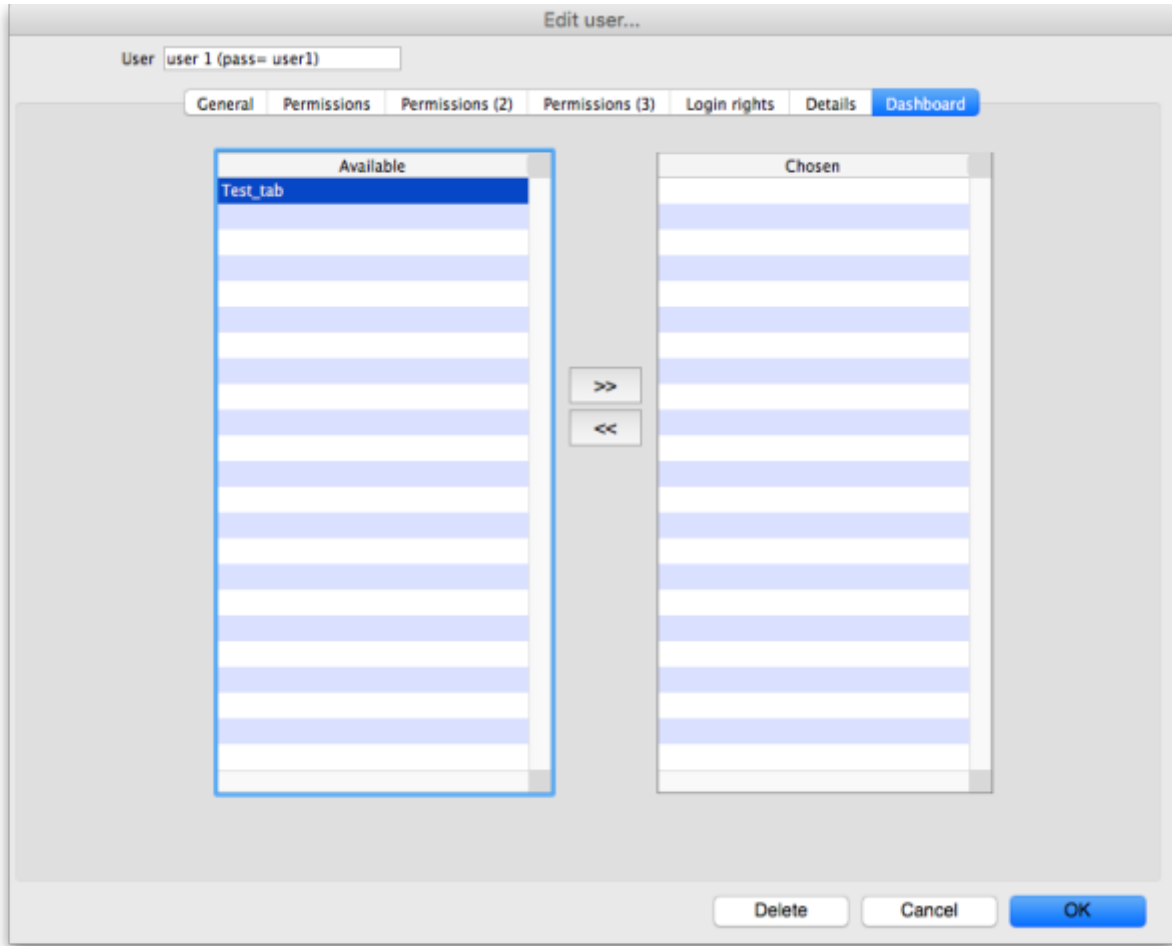 Edit user...
User user 1 (pass= user1)
General Permissions Permissions (2) Permissions (3) Login rights Details Dashboard
Available Chosen
Test_tab
>>
<<
Delete Cancel OK